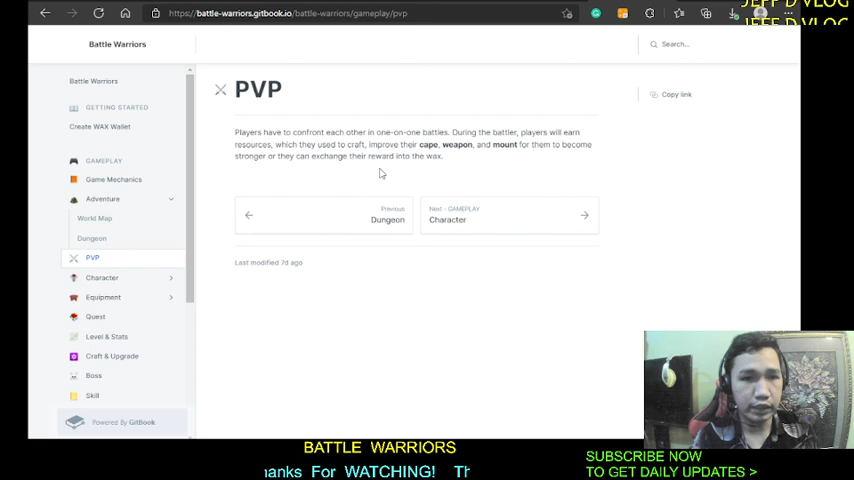 JEFF D VLOG
JEFF D VLOG
https://battle-warriors.gitbook.io/battle-warriors/gameplay/pvp
Battle Warriors
Search...
Battle Warriors
GETTING STARTED
Create WAX Wallet
GAMEPLAY
Game Mechanics
Adventure
World Map
Dungeon
PVP
Character
Equipment
Quest
Level & Stats
Craft & Upgrade
Boss
Skill
Powered By GitBook
PVP
Copy link
Players have to confront each other in one-on-one battles. During the battler, players will earn
resources, which they used to craft, improve their cape, weapon, and mount for them to become
stronger or they can exchange their reward into the wax.
Previous
Dungeon
Next - GAMEPLAY
Character
Last modified 7d ago
BATTLE WARRIORS
hanks For WATCHING! Th
SUBSCRIBE NOW
TO GET DAILY UPDATES >